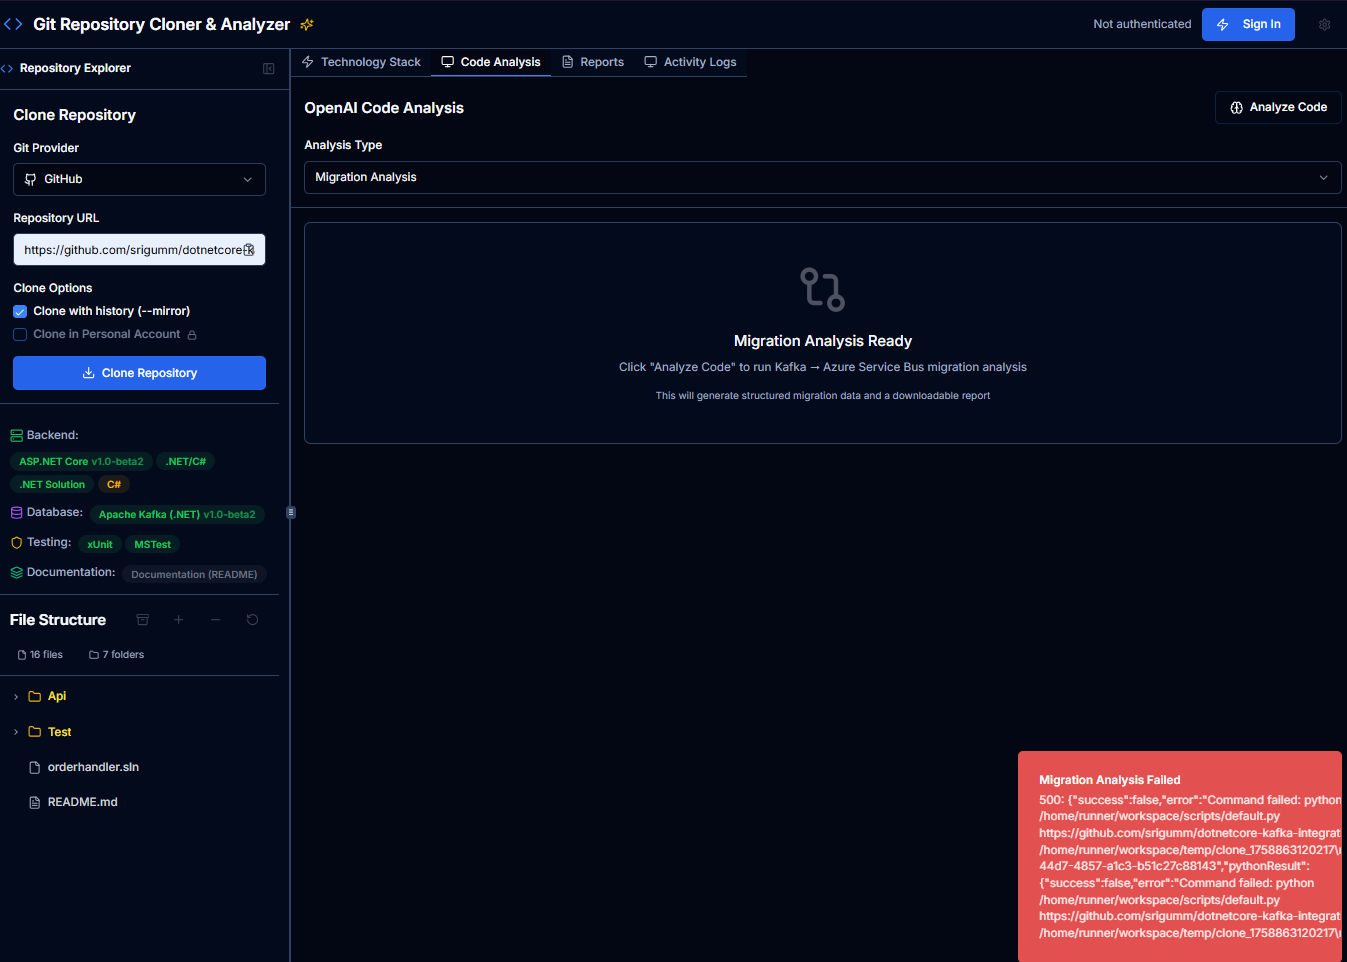 Git Repository Cloner & Analyzer
Not authenticated
Sign In
Repository Explorer
Technology Stack
Code Analysis
Reports
Activity Logs
Clone Repository
Git Provider
GitHub
Repository URL
https://github.com/srigumm/dotnetcore-k
Clone Options
Clone with history (--mirror)
Clone in Personal Account
Clone Repository
Backend:
ASP.NET Core v1.0-beta2
.NET/C#
.NET Solution
C#
Database:
Apache Kafka (.NET) v1.0-beta2
Testing:
xUnit
MSTest
Documentation:
Documentation (README)
File Structure
16 files
7 folders
Api
Test
orderhandler.sln
README.md
OpenAI Code Analysis
Analyze Code
Analysis Type
Migration Analysis
Migration Analysis Ready
Click "Analyze Code" to run Kafka → Azure Service Bus migration analysis
This will generate structured migration data and a downloadable report
Migration Analysis Failed
500: {"success":false,"error":"Command failed: python
/home/runner/workspace/scripts/default.py
https://github.com/srigumm/dotnetcore-kafka-integrat
/home/runner/workspace/temp/clone_1758863120217\
44d7-4857-a1c3-b51c27c88143","pythonResult":
{"success":false,"error":"Command failed: python
/home/runner/workspace/scripts/default.py
https://github.com/srigumm/dotnetcore-kafka-integrat
/home/runner/workspace/temp/clone_1758863120217\